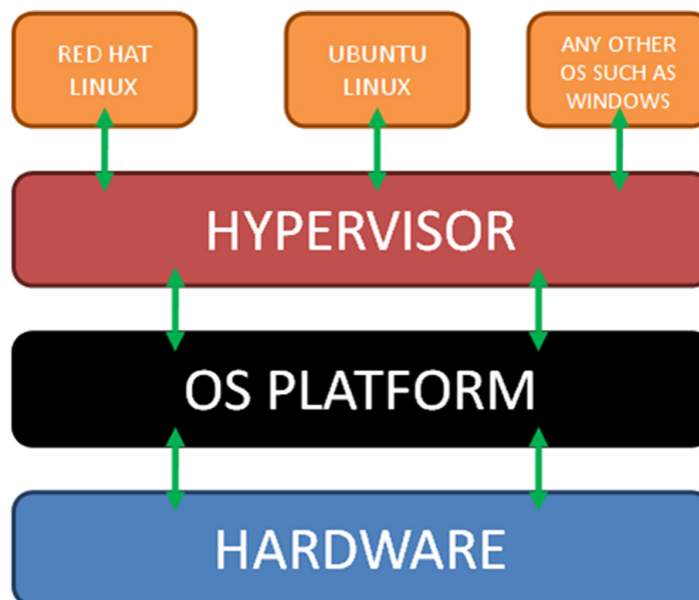 RED HAT
LINUX
UBUNTU
LINUX
ANY OTHER
OS SUCH AS
WINDOWS
HYPERVISOR
OS PLATFORM
HARDWARE